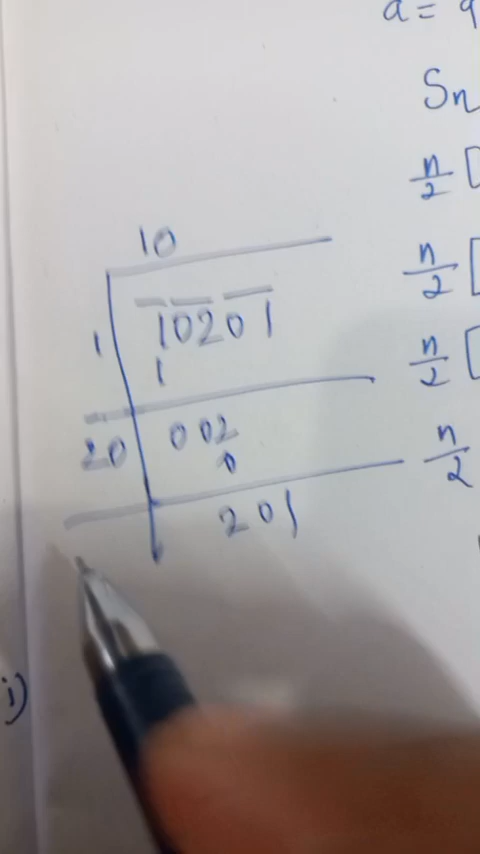 a = 9
Sn
n/2 [
10
n/2 [
1 10201
1
n/2 [
20 002
0
n/2
201
i)